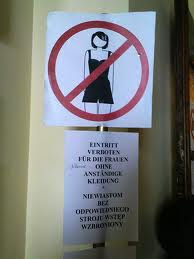 EINTRITT
VERBOTEN
FÜR DIE FRAUEN
OHNE
ANSTÄNDIGE
KLEIDUNG
*
NIEWIASTOM
BEZ
ODPOWIEDNIEGO
STROJU-WSTĘP
WZBRONIONY